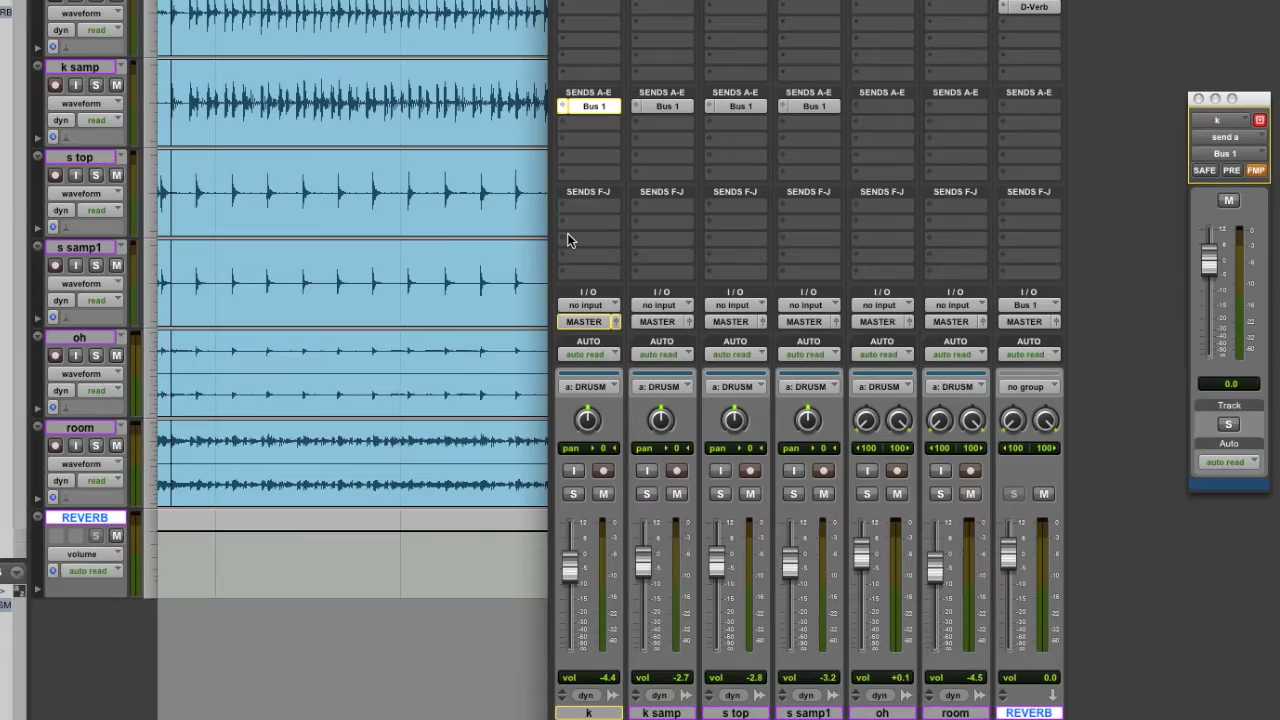 RB
waveform
dyn read
k samp
I S M
waveform
dyn read
s top
I S M
waveform
dyn read
s samp1
I S M
waveform
dyn read
oh
I S M
waveform
dyn read
room
I S M
waveform
dyn read
REVERB
S M
volume
auto read
D-Verb
SENDS A-E SENDS A-E SENDS A-E SENDS A-E SENDS A-E SENDS A-E SENDS A-E
Bus 1 Bus 1 Bus 1 Bus 1
SENDS F-J SENDS F-J SENDS F-J SENDS F-J SENDS F-J SENDS F-J SENDS F-J
I / O I / O I / O I / O I / O I / O I / O
no input no input no input no input no input no input Bus 1
MASTER MASTER MASTER MASTER MASTER MASTER MASTER
AUTO AUTO AUTO AUTO AUTO AUTO AUTO
auto read auto read auto read auto read auto read auto read auto read
a: DRUSM a: DRUSM a: DRUSM a: DRUSM a: DRUSM a: DRUSM no group
pan 0 pan 0 pan 0 pan 0 100 100 100 100 100 100
I I I I I I
S M S M S M S M S M S M S M
vol -4.4 vol -2.7 vol -2.8 vol -3.2 vol +0.1 vol -4.5 vol 0.0
dyn dyn dyn dyn dyn dyn
k k samp s top s samp1 oh room REVERB
k
send a
Bus 1
SAFE PRE FMP
M
0.0
Track
S
Auto
auto read